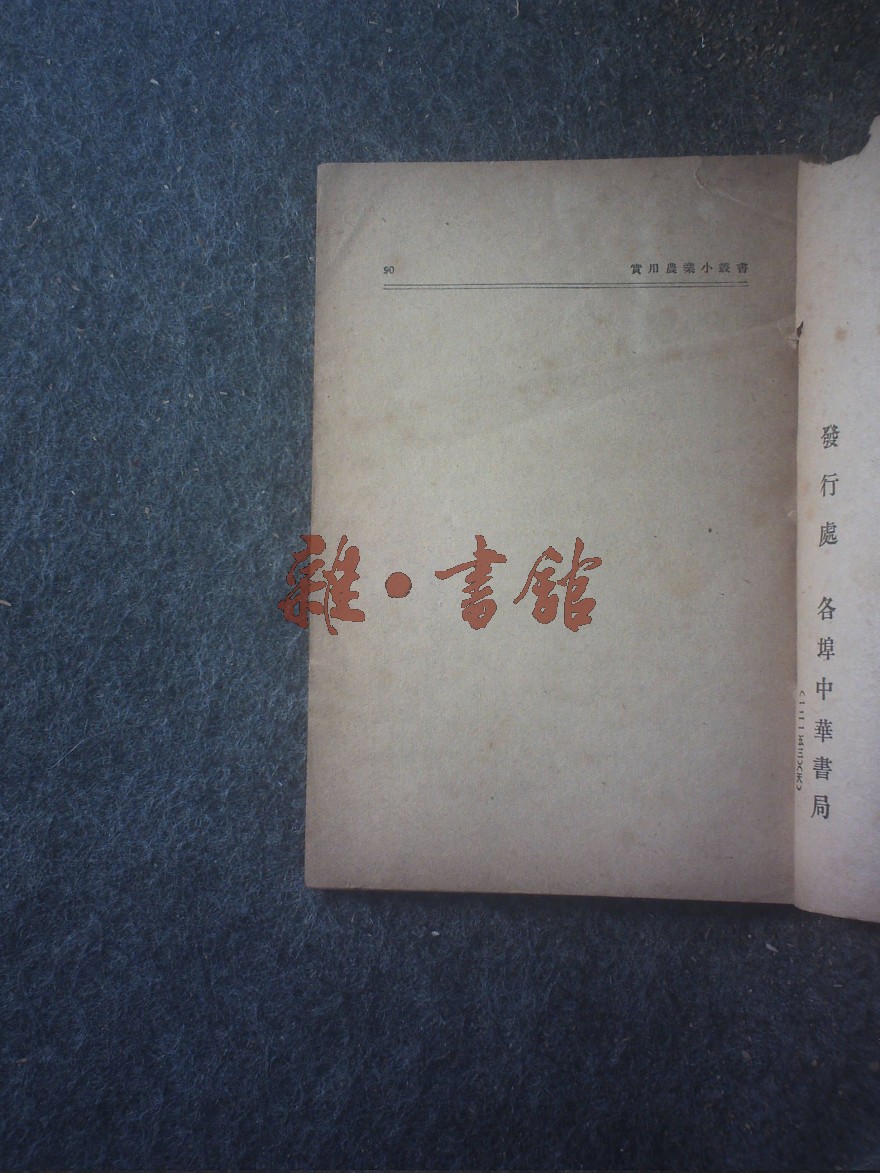 90 實用農業小叢書
雜·書館
發行處 各埠中華書局